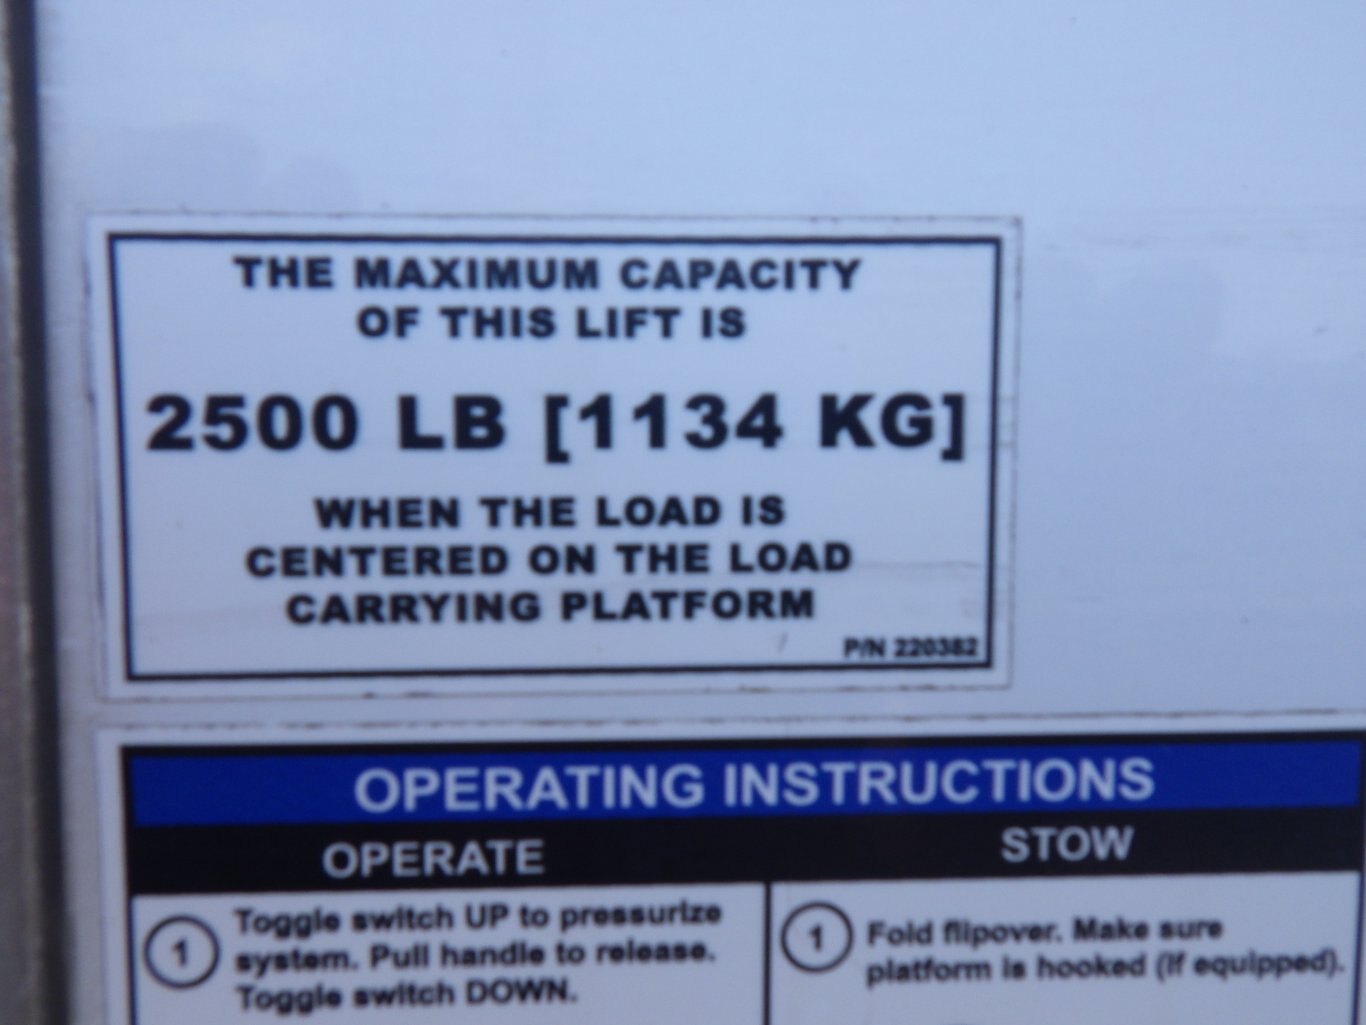 THE MAXIMUM CAPACITY
OF THIS LIFT IS
2500 LB [1134 KG]
WHEN THE LOAD IS
CENTERED ON THE LOAD
CARRYING PLATFORM
P/N 220382
OPERATING INSTRUCTIONS
OPERATE
1 Toggle switch UP to pressurize
system. Pull handle to release.
Toggle switch DOWN.
STOW
1 Fold flipover. Make sure
platform is hooked (if equipped).